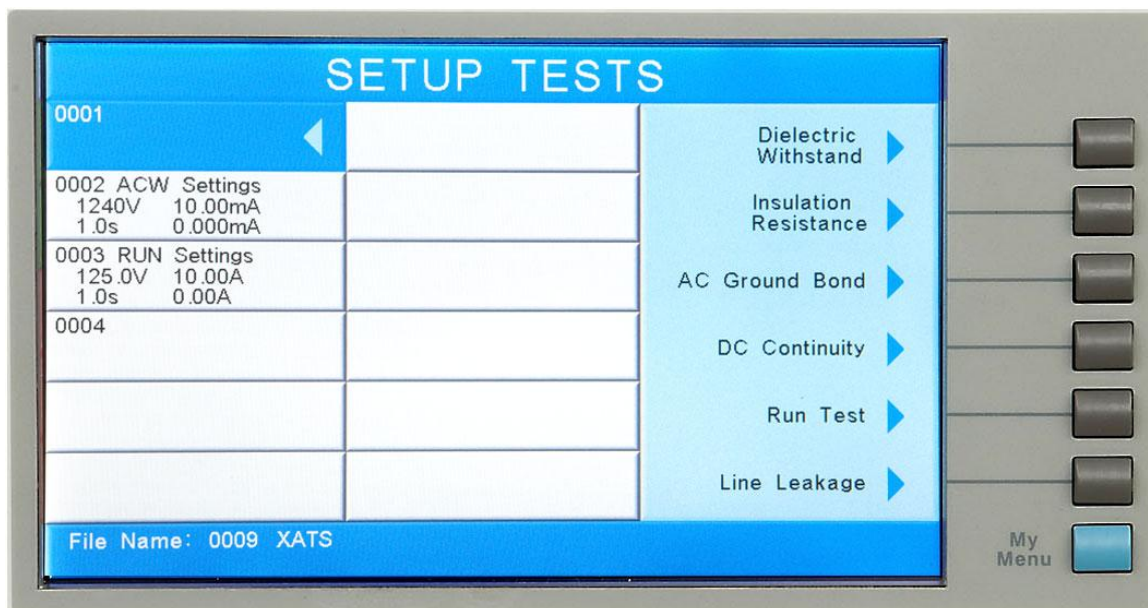 SETUP TESTS
0001
0002 ACW Settings
1240V 10.00mA
1.0s 0.000mA
0003 RUN Settings
125.0V 10.00A
1.0s 0.00A
0004
Dielectric
Withstand
Insulation
Resistance
AC Ground Bond
DC Continuity
Run Test
Line Leakage
File Name: 0009 XATS
My
Menu